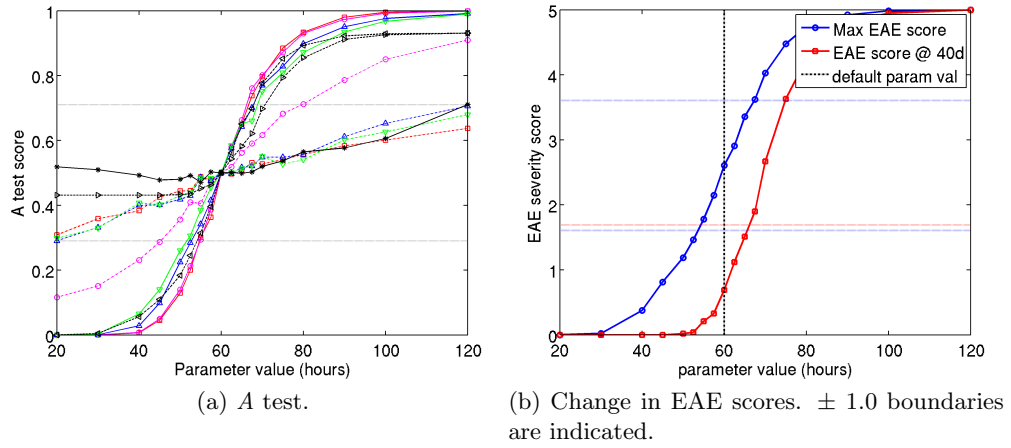 1
0.8
0.6
0.4
0.2
0
A test score
20 40 60 80 100 120
Parameter value (hours)
(a) A test.
5
4
3
2
1
0
EAE severity score
Max EAE score
EAE score @ 40d
default param val
20 40 60 80 100 120
parameter value (hours)
(b) Change in EAE scores. ± 1.0 boundaries
are indicated.